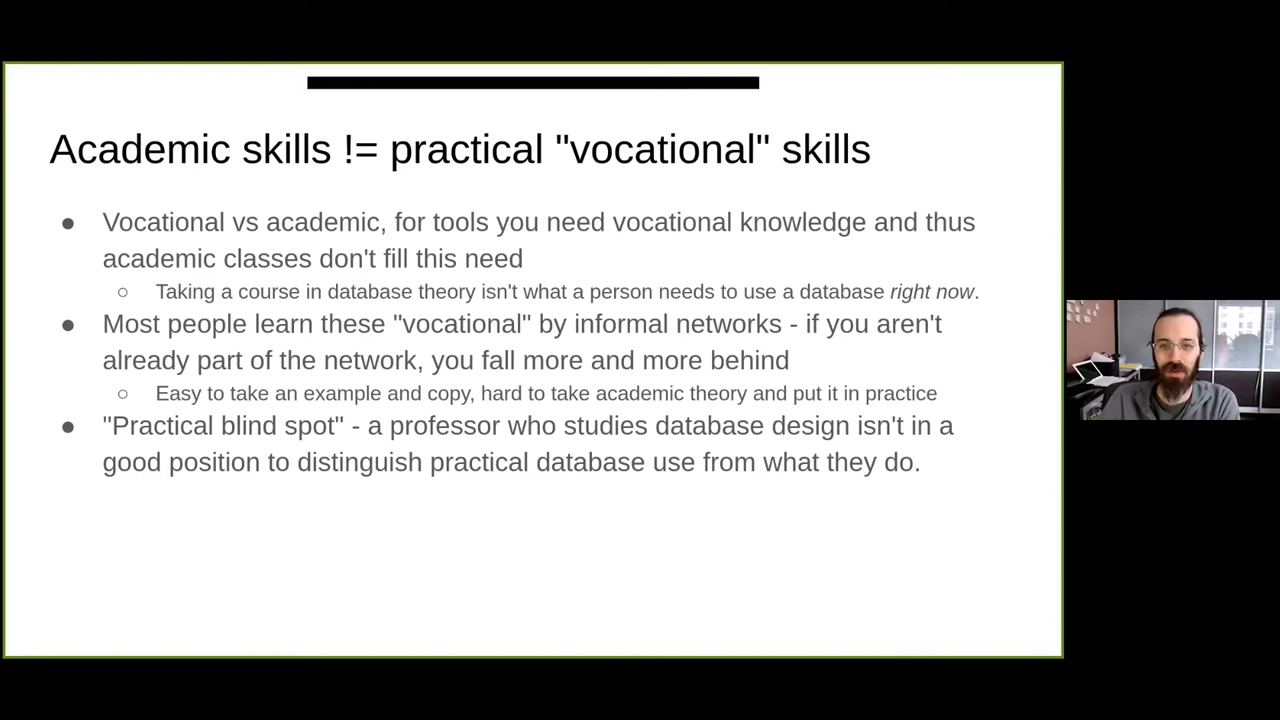 Academic skills != practical "vocational" skills
● Vocational vs academic, for tools you need vocational knowledge and thus
academic classes don't fill this need
○ Taking a course in database theory isn't what a person needs to use a database right now.
● Most people learn these "vocational" by informal networks - if you aren't
already part of the network, you fall more and more behind
○ Easy to take an example and copy, hard to take academic theory and put it in practice
● "Practical blind spot" - a professor who studies database design isn't in a
good position to distinguish practical database use from what they do.